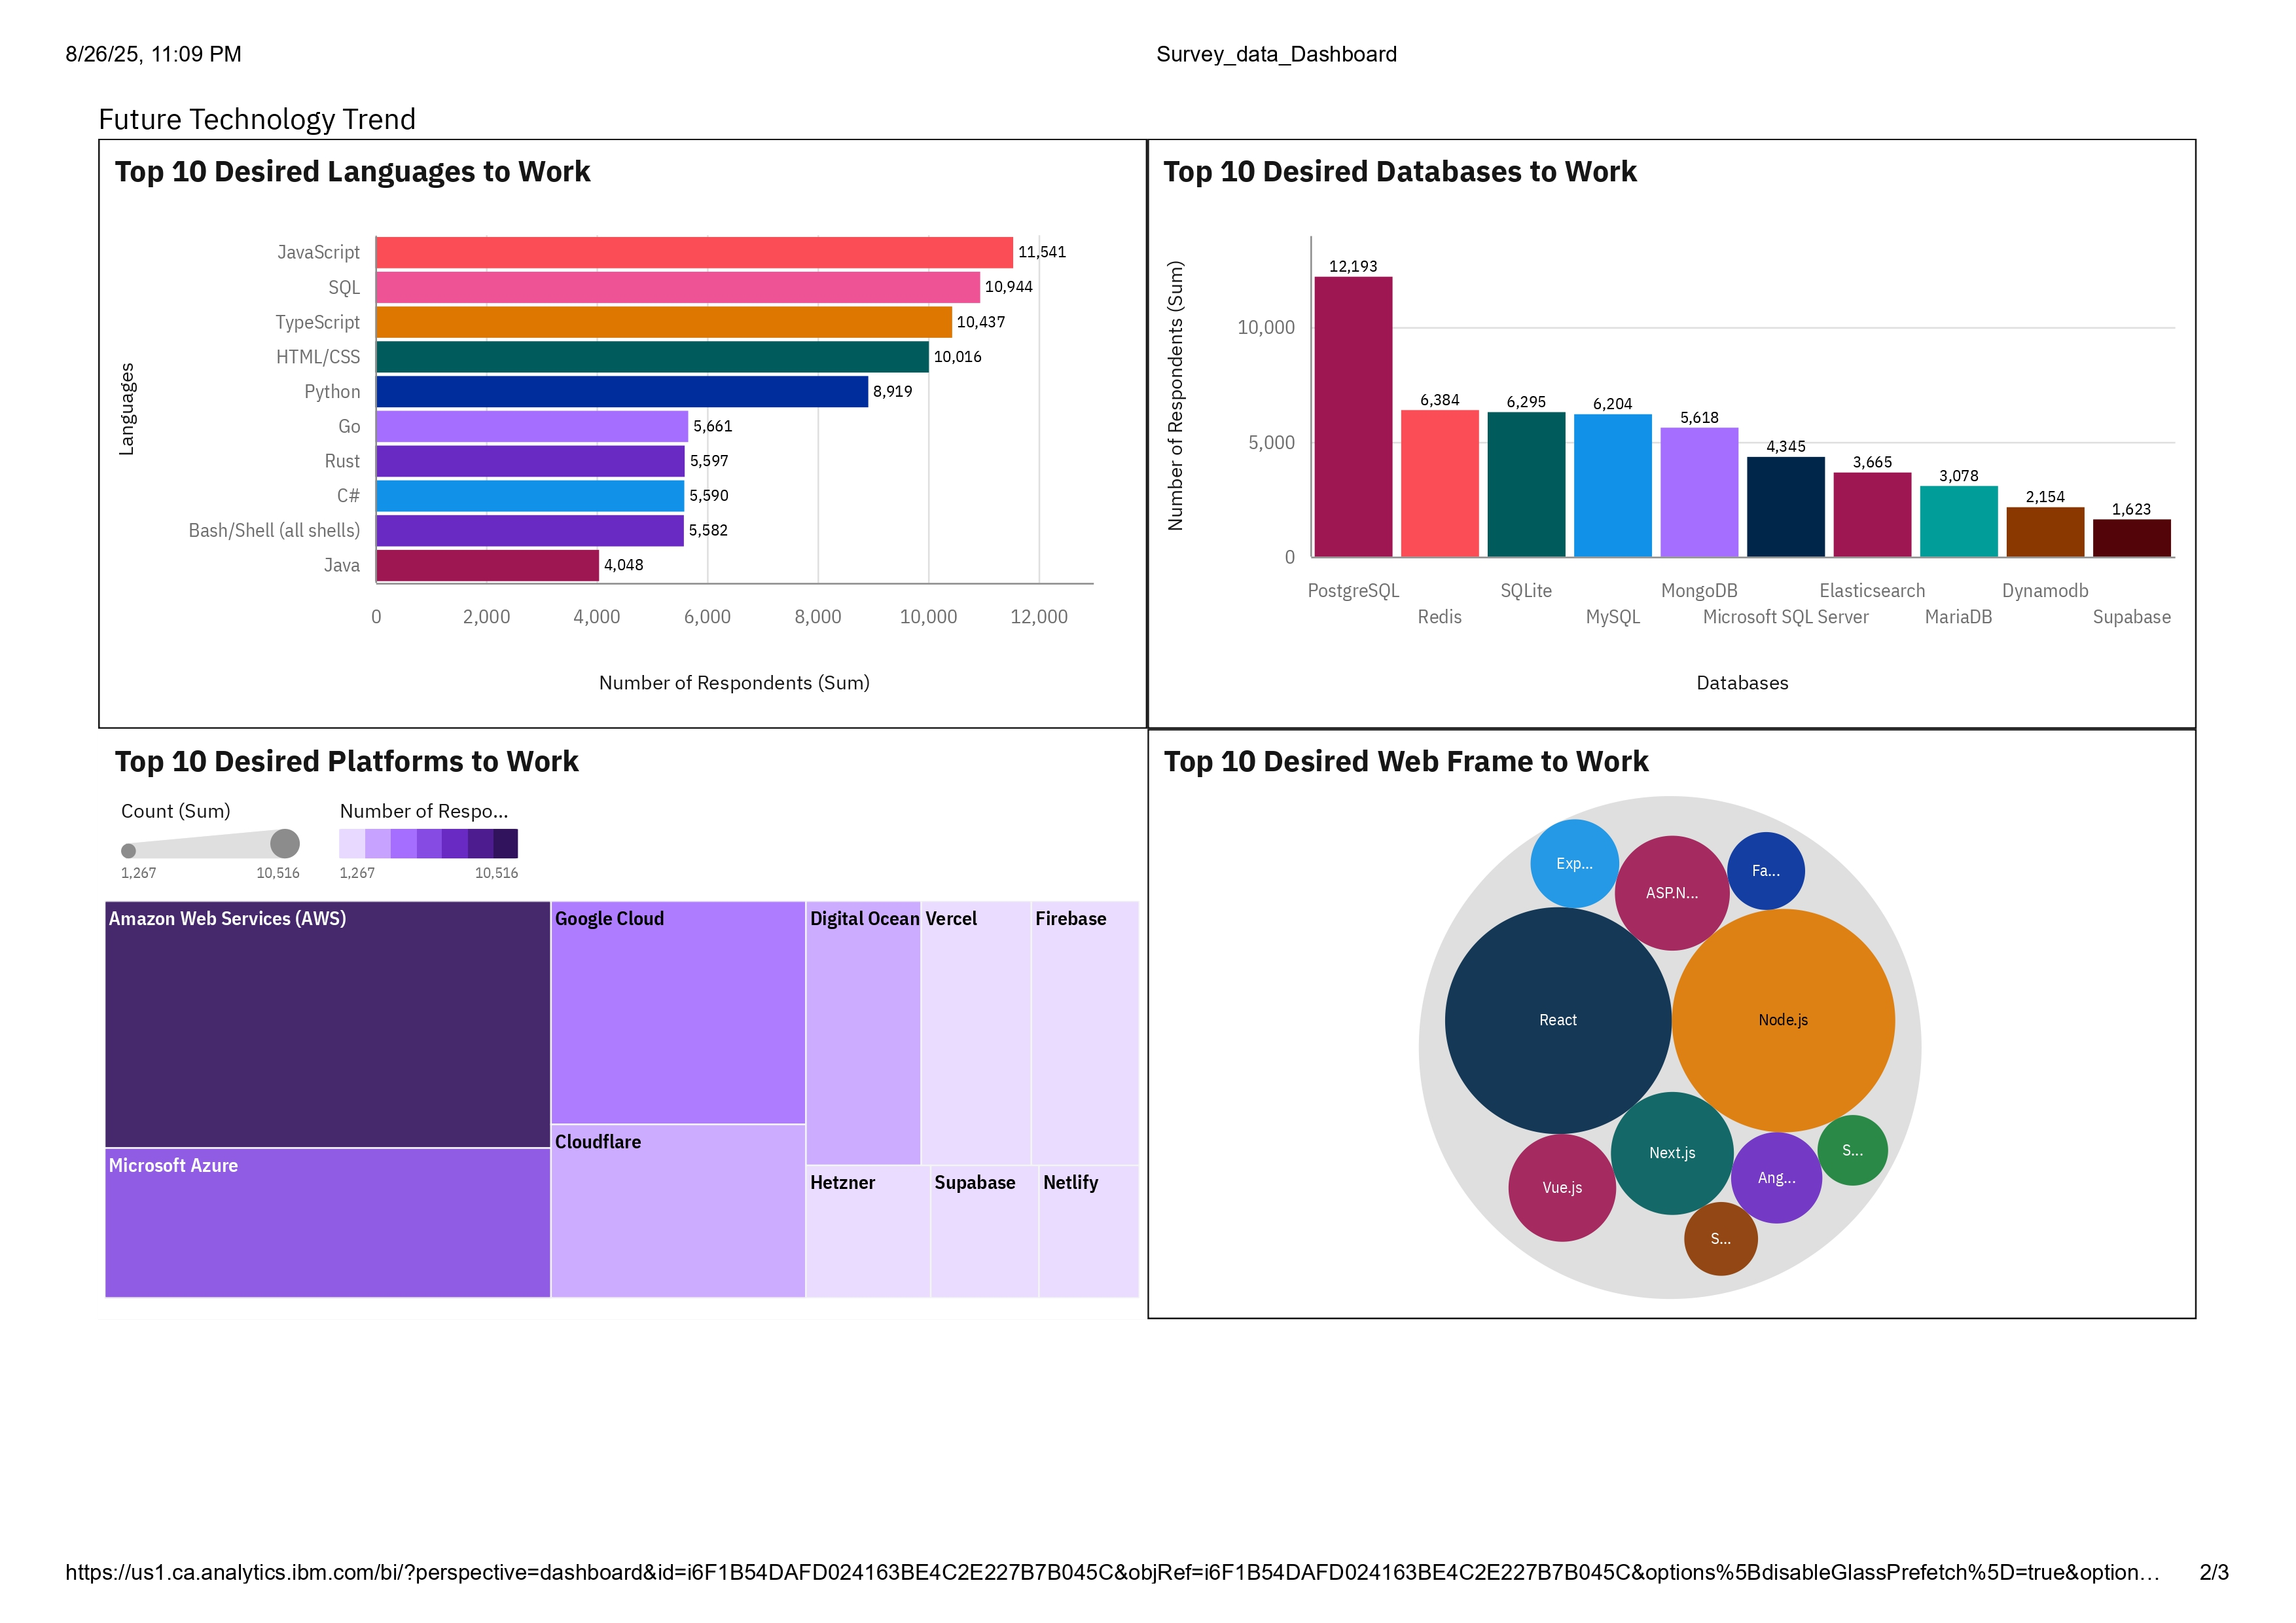 8/26/25, 11:09 PM
Survey_data_Dashboard
Future Technology Trend
Top 10 Desired Languages to Work
Languages
JavaScript 11,541
SQL 10,944
TypeScript 10,437
HTML/CSS 10,016
Python 8,919
Go 5,661
Rust 5,597
C# 5,590
Bash/Shell (all shells) 5,582
Java 4,048
0 2,000 4,000 6,000 8,000 10,000 12,000
Number of Respondents (Sum)
Top 10 Desired Databases to Work
Number of Respondents (Sum)
10,000
5,000
0
12,193
6,384
6,295
6,204
5,618
4,345
3,665
3,078
2,154
1,623
PostgreSQL
Redis
SQLite
MySQL
MongoDB
Microsoft SQL Server
Elasticsearch
MariaDB
Dynamodb
Supabase
Databases
Top 10 Desired Platforms to Work
Count (Sum)
1,267 10,516
Number of Respo...
1,267 10,516
Amazon Web Services (AWS)
Microsoft Azure
Google Cloud
Cloudflare
Digital Ocean
Vercel
Firebase
Hetzner
Supabase
Netlify
Top 10 Desired Web Frame to Work
Exp...
ASP.N...
Fa...
React
Node.js
Next.js
Vue.js
Ang...
S...
S...
https://us1.ca.analytics.ibm.com/bi/?perspective=dashboard&id=i6F1B54DAFD024163BE4C2E227B7B045C&objRef=i6F1B54DAFD024163BE4C2E227B7B045C&options%5BdisableGlassPrefetch%5D=true&option…
2/3